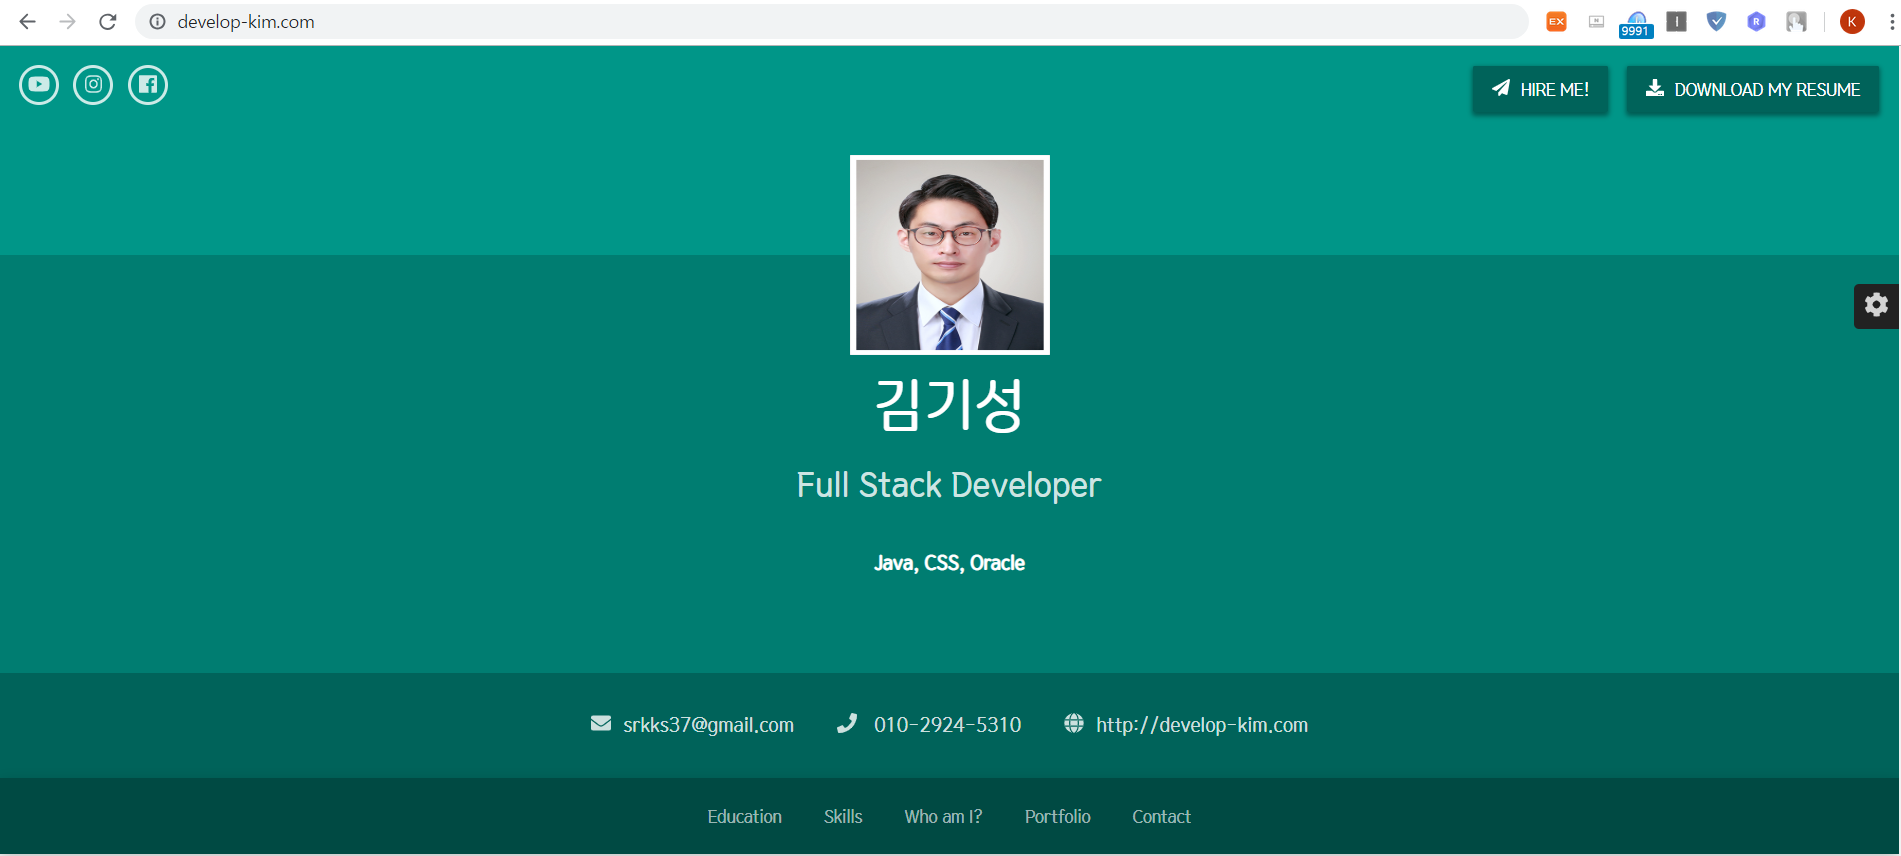 develop-kim.com
EX
9991
K
HIRE ME!
DOWNLOAD MY RESUME
김기성
Full Stack Developer
Java, CSS, Oracle
srkks37@gmail.com 010-2924-5310 http://develop-kim.com
Education Skills Who am I? Portfolio Contact